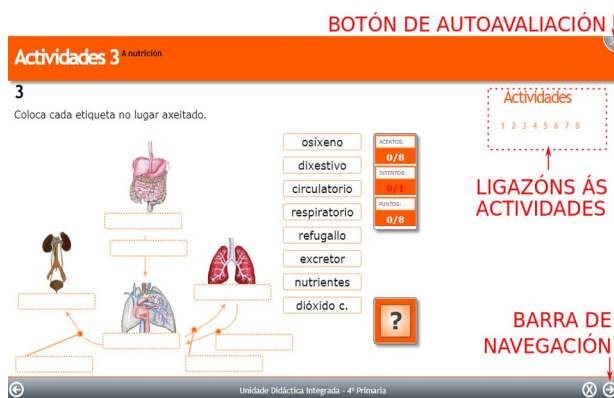 BOTÓN DE AUTOAVALIACIÓN
Actividades 3 A nutrición
3
Coloca cada etiqueta no lugar axeitado.
osíxeno
dixestivo
circulatorio
respiratorio
refugallo
excretor
nutrientes
dióxido c.
ACERTOS:
0/8
INTENTOS:
0/1
PUNTOS:
0/8
?
Actividades
1 2 3 4 5 6 7 8
LIGAZÓNS ÁS
ACTIVIDADES
BARRA DE
NAVEGACIÓN
Unidade Didáctica Integrada - 4º Primaria
X